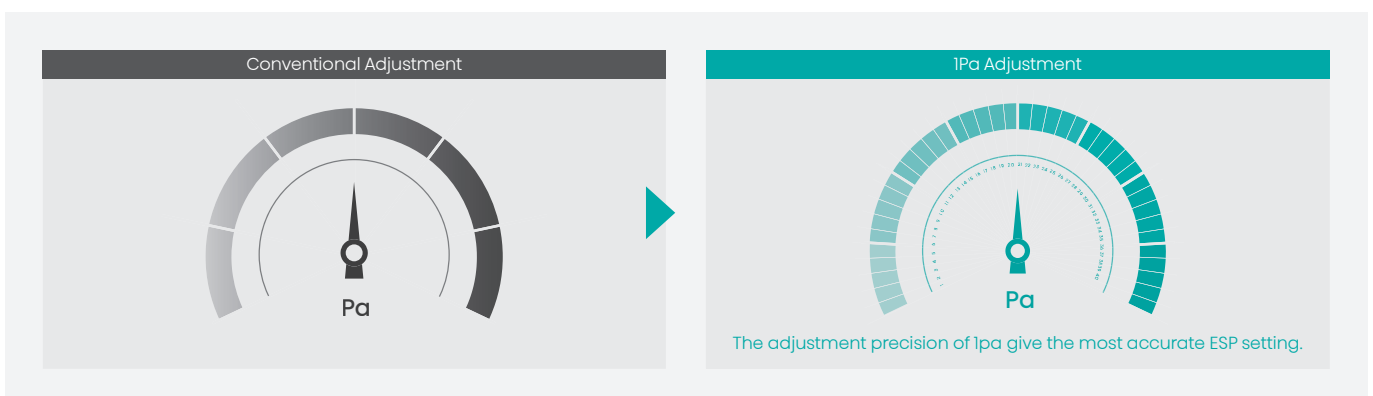 Conventional Adjustment
Pa
1Pa Adjustment
Pa
The adjustment precision of 1pa give the most accurate ESP setting.